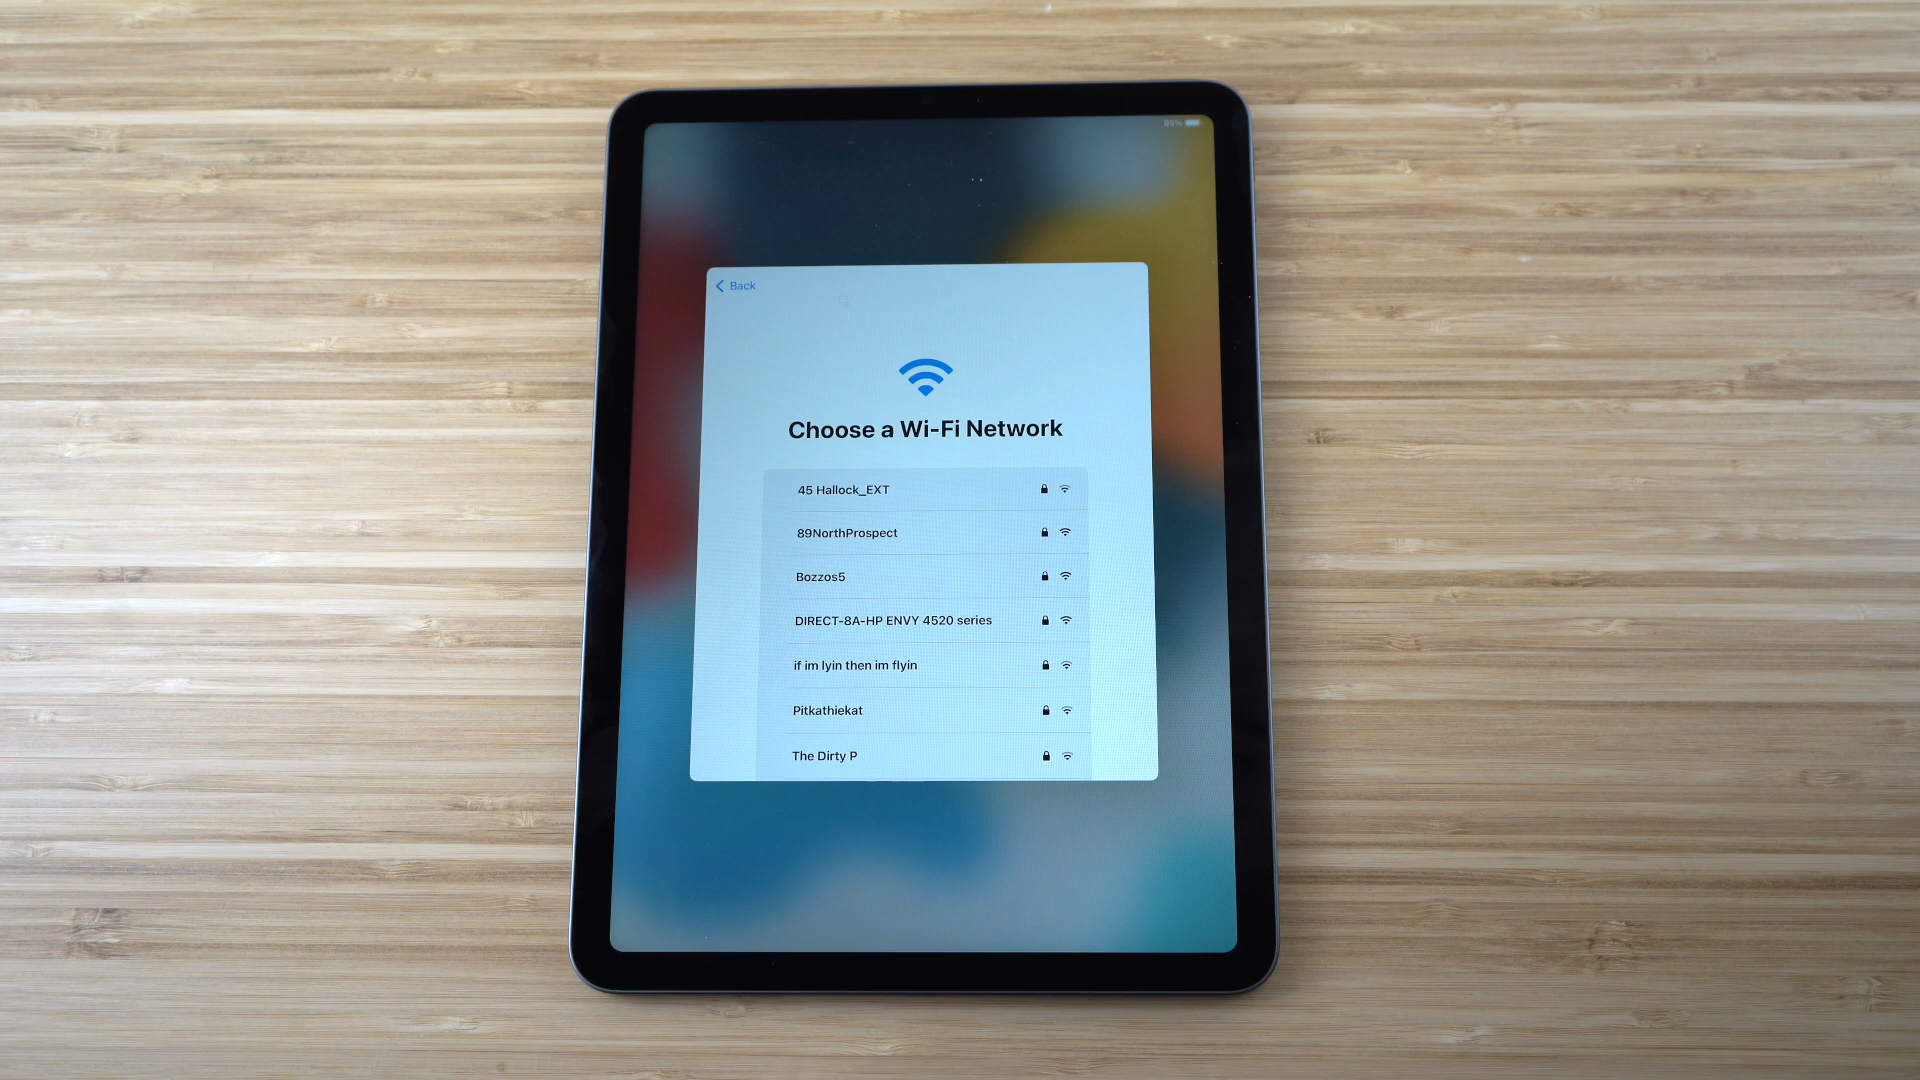 Back
Choose a Wi-Fi Network
45 Hallock_EXT
89NorthProspect
Bozzos5
DIRECT-8A-HP ENVY 4520 series
if im lyin then im flyin
Pitkathiekat
The Dirty P